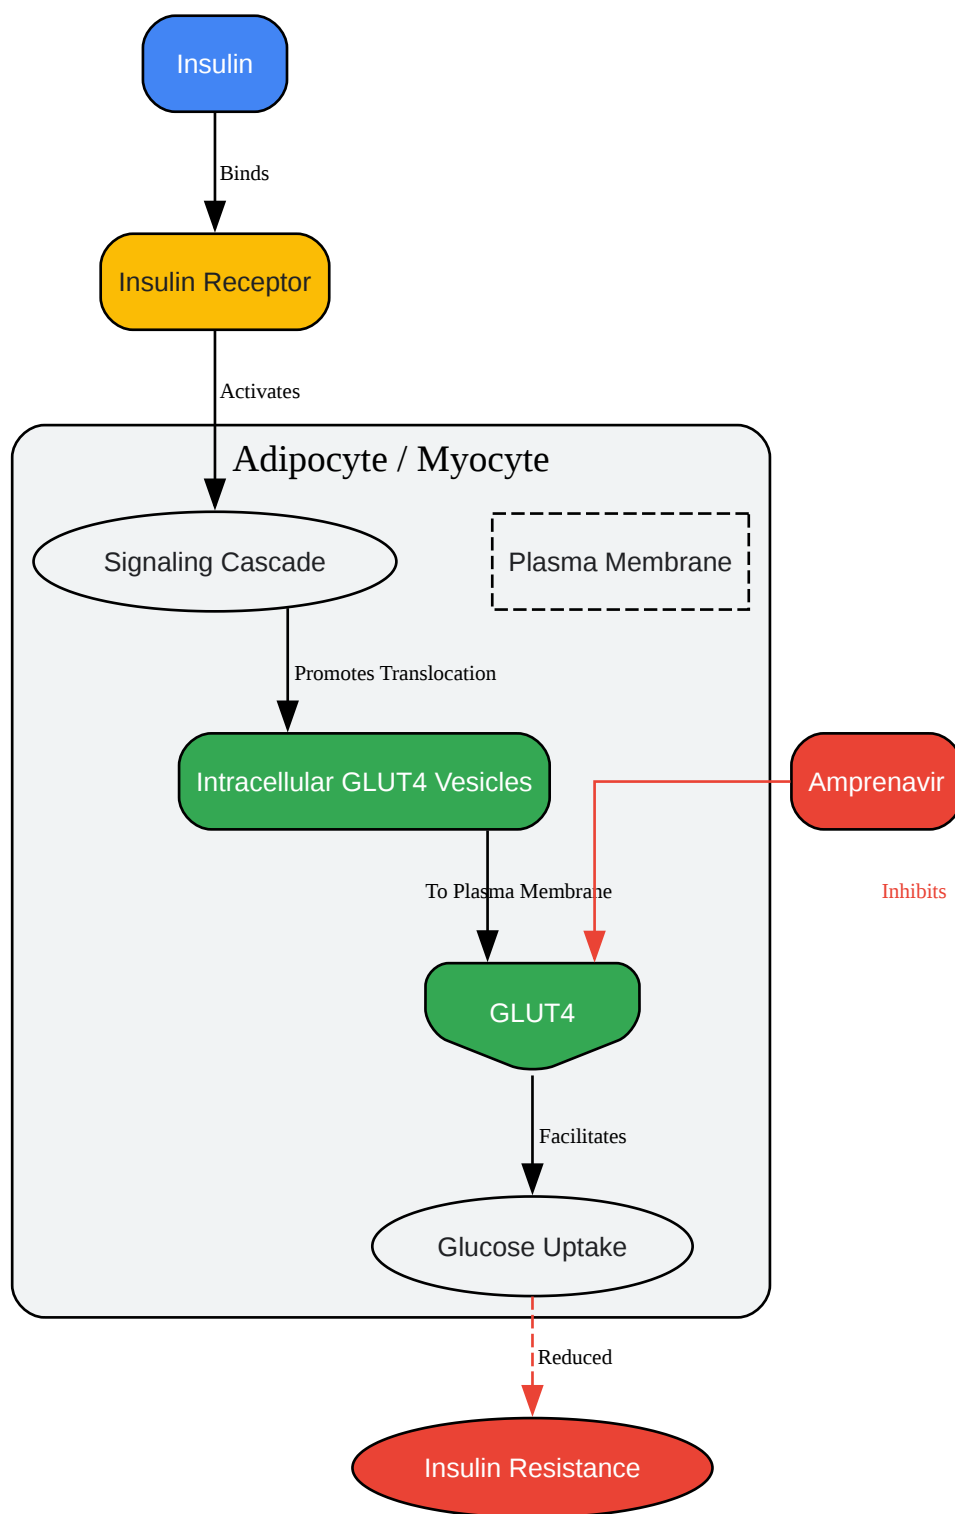 Insulin
Binds
Insulin Receptor
Activates
Adipocyte / Myocyte
Signaling Cascade
Plasma Membrane
Promotes Translocation
Intracellular GLUT4 Vesicles
Amprenavir
To Plasma Membrane
Inhibits
GLUT4
Facilitates
Glucose Uptake
Reduced
Insulin Resistance